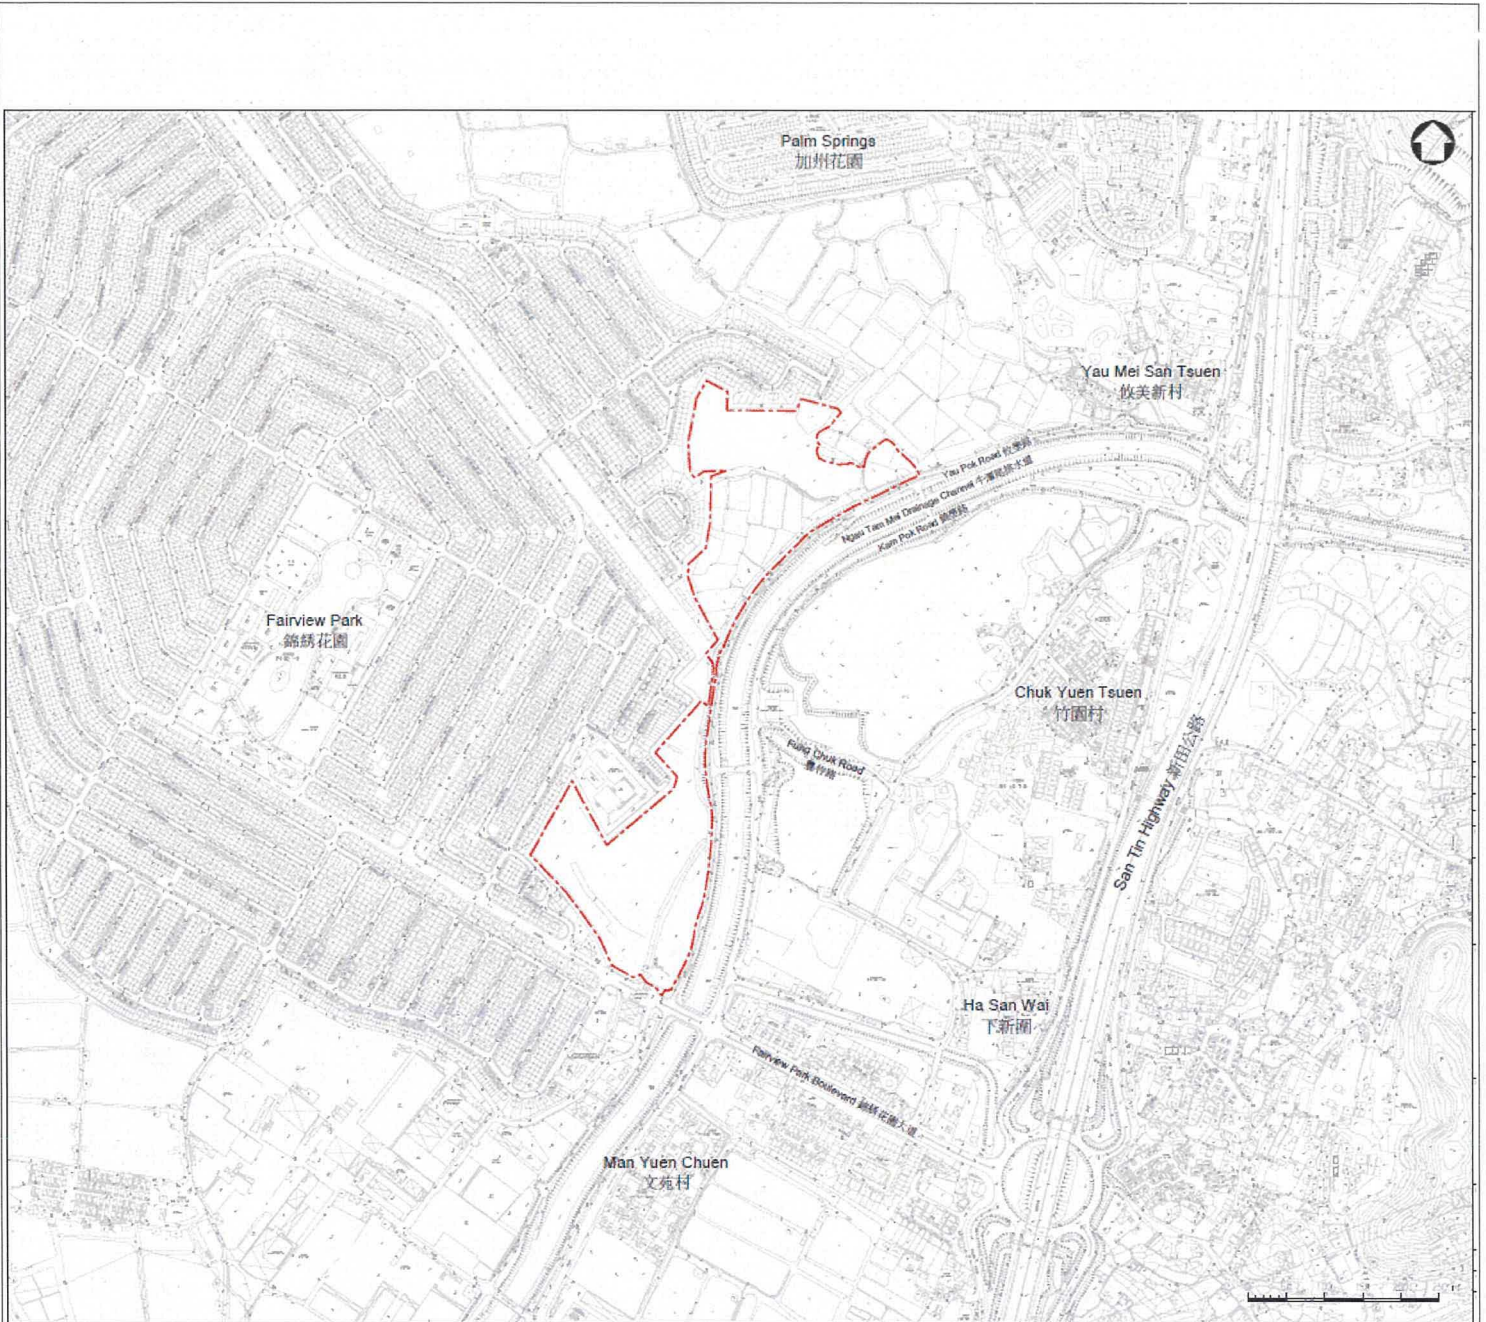 Palm Springs
加州花園
Yau Mei San Tsuen
攸美新村
Yau Pok Road 攸壆路
Ngau Tam Mei Drainage Channel 牛潭尾排水道
Kam Pok Road 錦壆路
Fairview Park
錦綉花園
Chuk Yuen Tsuen
竹園村
Fung Chuk Road
豐竹路
San Tin Highway 新田公路
Ha San Wai
下新圍
Fairview Park Boulevard 錦綉花園大道
Man Yuen Chuen
文苑村